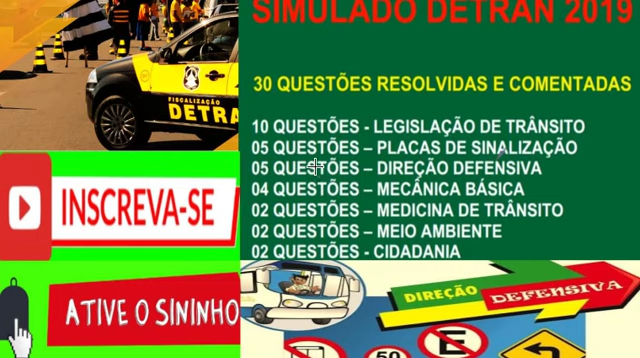 SIMULADO DETRAN 2019
30 QUESTÕES RESOLVIDAS E COMENTADAS
10 QUESTÕES - LEGISLAÇÃO DE TRÂNSITO
05 QUESTÕES – PLACAS DE SINALIZAÇÃO
05 QUESTÕES – DIREÇÃO DEFENSIVA
04 QUESTÕES – MECÂNICA BÁSICA
02 QUESTÕES – MEDICINA DE TRÂNSITO
02 QUESTÕES – MEIO AMBIENTE
02 QUESTÕES - CIDADANIA
FISCALIZAÇÃO
DETRA
INSCREVA-SE
ATIVE O SININHO
DIREÇÃO
DEFENSIVA
E
50